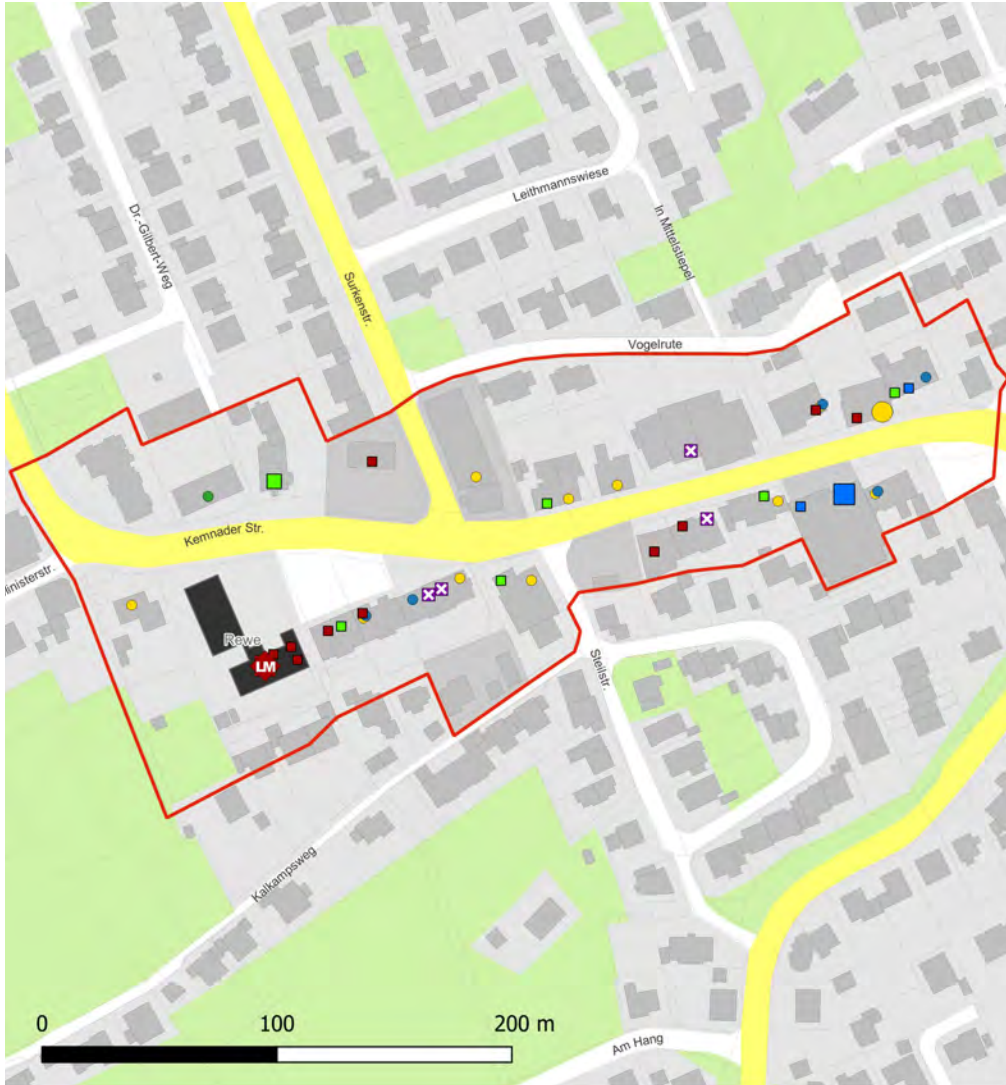 Leithmannswiese
Dr.-Gilbert-Weg
In Mittelstiepel
Surkenstr.
Vogelrute
Kemnader Str.
inisterstr.
Rewe
LM
Steilstr.
Kalkampsweg
0 100 200 m
Am Hang